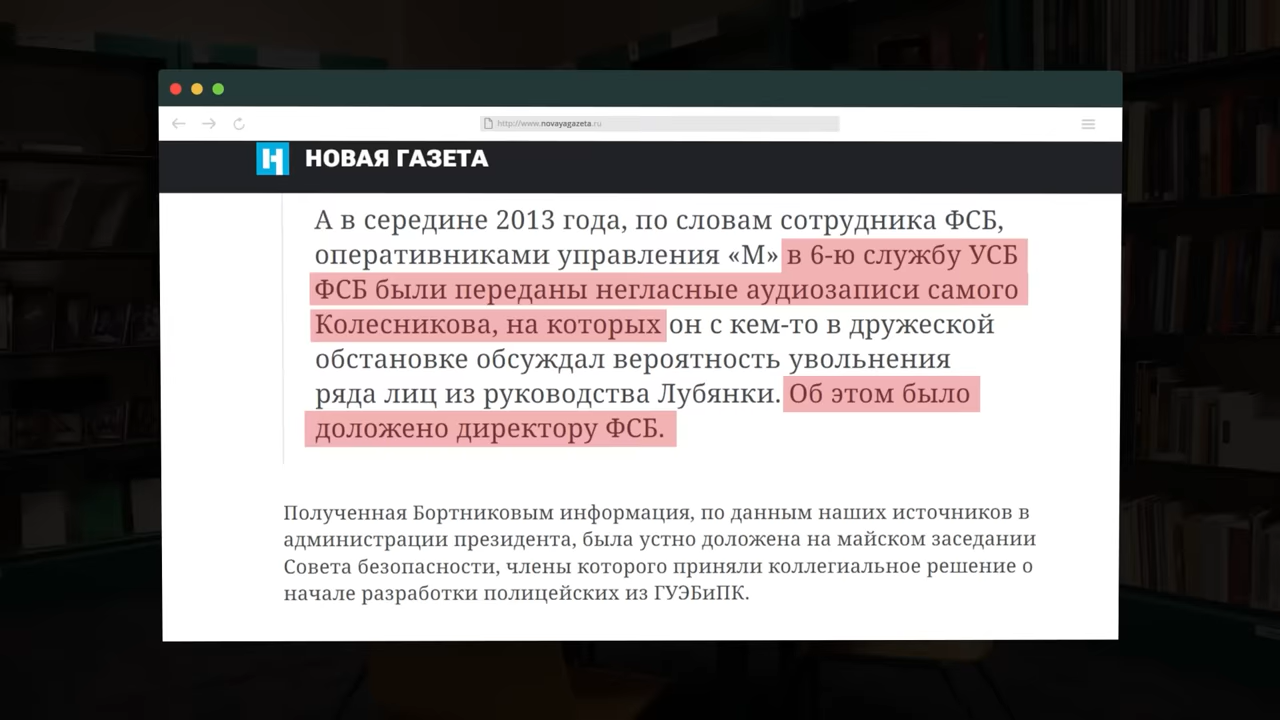 http://www.novayagazeta.ru
НОВАЯ ГАЗЕТА
А в середине 2013 года, по словам сотрудника ФСБ,
оперативниками управления «М» в 6-ю службу УСБ
ФСБ были переданы негласные аудиозаписи самого
Колесникова, на которых он с кем-то в дружеской
обстановке обсуждал вероятность увольнения
ряда лиц из руководства Лубянки. Об этом было
доложено директору ФСБ.
Полученная Бортниковым информация, по данным наших источников в
администрации президента, была устно доложена на майском заседании
Совета безопасности, члены которого приняли коллегиальное решение о
начале разработки полицейских из ГУЭБиПК.